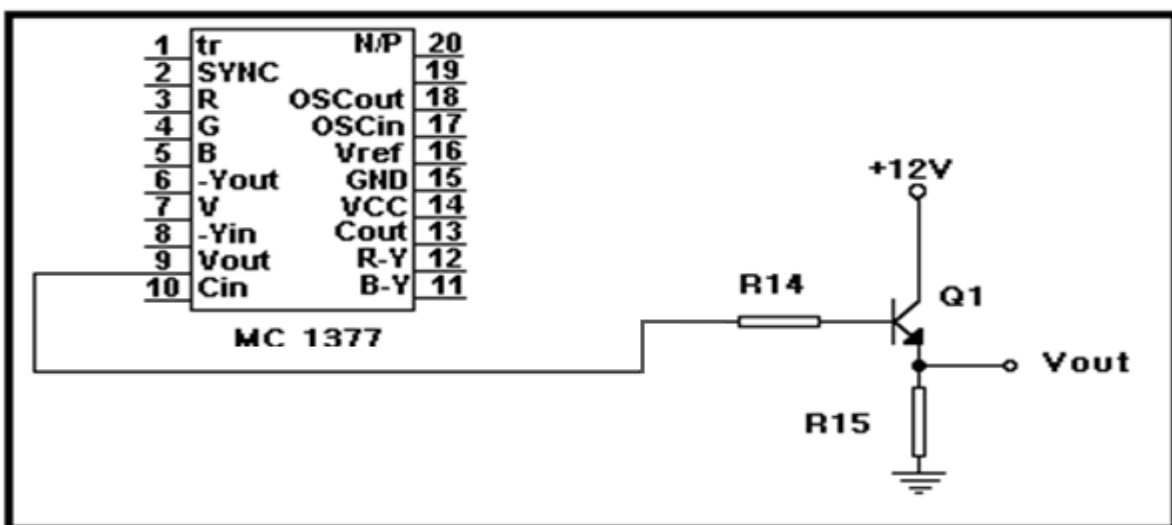 1 tr N/P 20
2 SYNC 19
3 R OSCout 18
4 G OSCin 17
5 B Vref 16
6 -Yout GND 15
7 V VCC 14
8 -Yin Cout 13
9 Vout R-Y 12
10 Cin B-Y 11
MC 1377
+12V
R14
Q1
Vout
R15